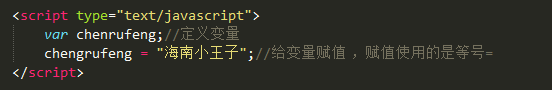 <script type="text/javascript">
var chenrufeng;//定义变量
chengrufeng = "海南小王子";//给变量赋值 ，赋值使用的是等号=
</script>